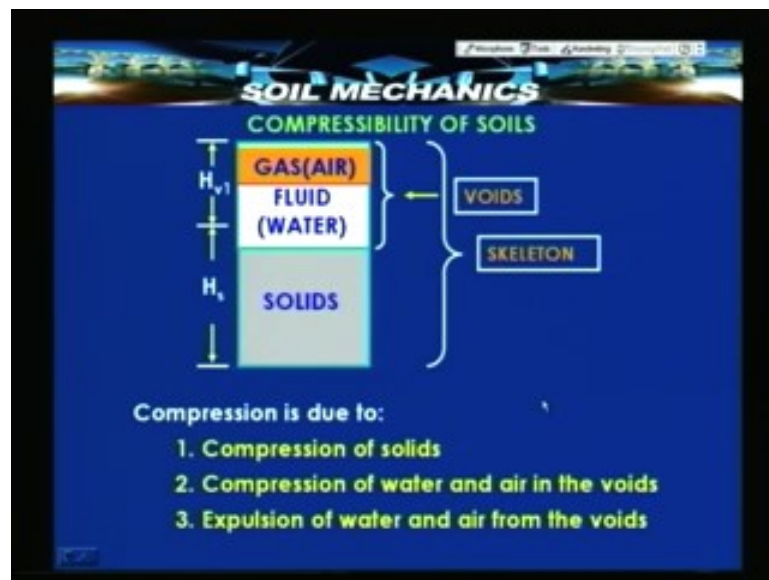 SOIL MECHANICS
COMPRESSIBILITY OF SOILS
Hv1
GAS(AIR)
FLUID
(WATER)
VOIDS
SKELETON
Hs
SOLIDS
Compression is due to:
1. Compression of solids
2. Compression of water and air in the voids
3. Expulsion of water and air from the voids